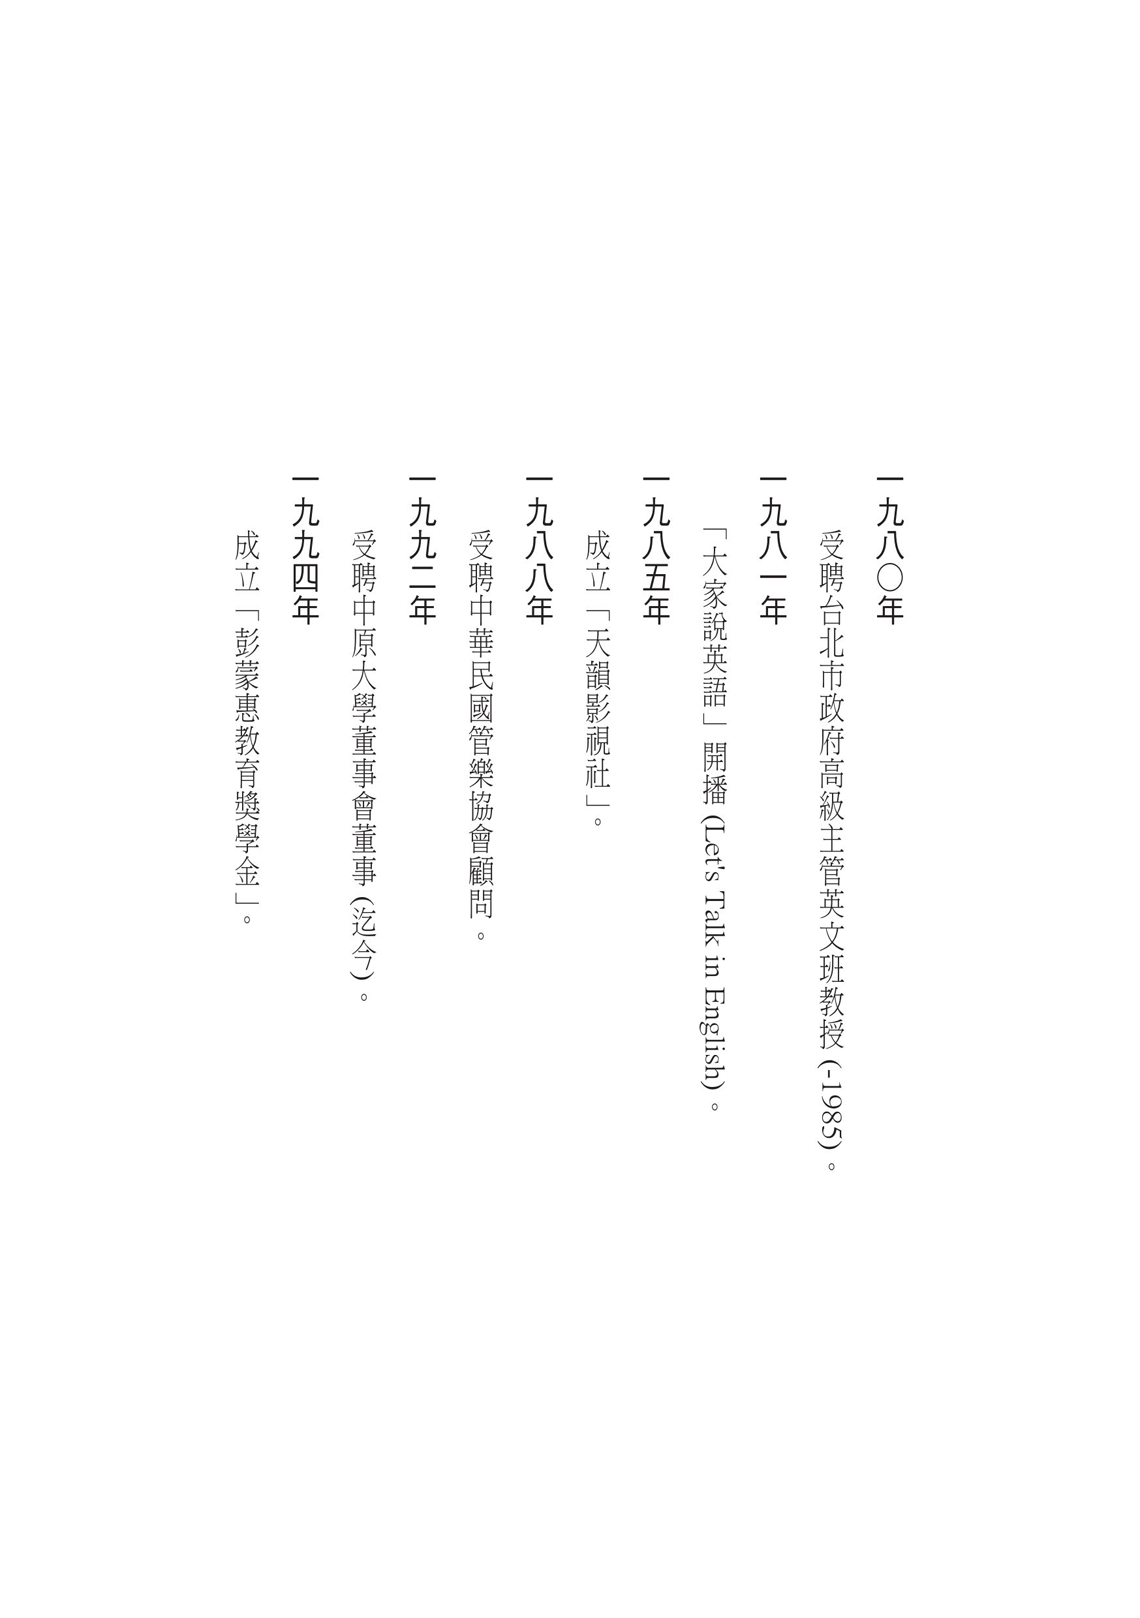 一九八〇年
受聘台北市政府高級主管英文班教授 (-1985)。
一九八一年
「大家說英語」開播 (Let's Talk in English)。
一九八五年
成立「天韻影視社」。
一九八八年
受聘中華民國管樂協會顧問。
一九九二年
受聘中原大學董事會董事 (迄今)。
一九九四年
成立「彭蒙惠教育獎學金」。